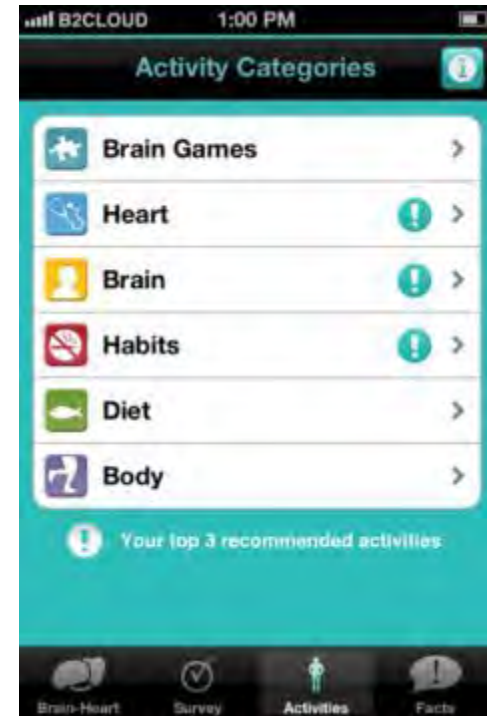 B2CLOUD 1:00 PM
Activity Categories
Brain Games
Heart
Brain
Habits
Diet
Body
Your top 3 recommended activities
Brain-Heart Survey Activities Facts